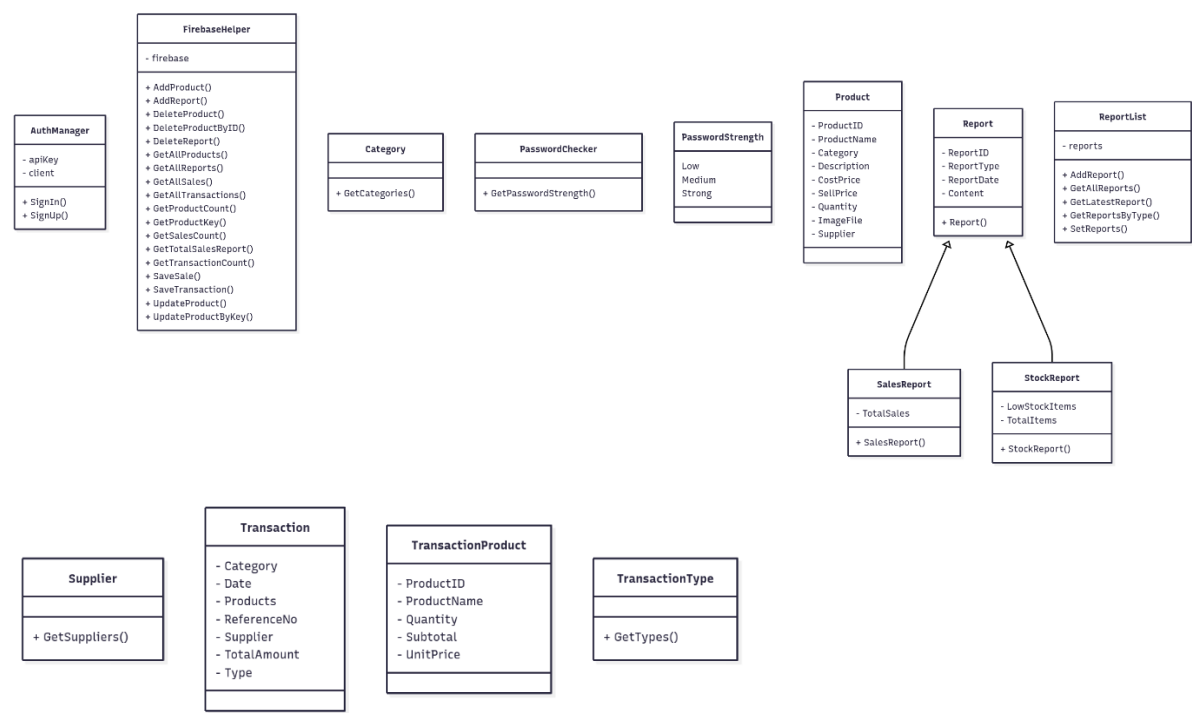 AuthManager
- apiKey
- client
+ SignIn()
+ SignUp()
FirebaseHelper
- firebase
+ AddProduct()
+ AddReport()
+ DeleteProduct()
+ DeleteProductByID()
+ DeleteReport()
+ GetAllProducts()
+ GetAllReports()
+ GetAllSales()
+ GetAllTransactions()
+ GetProductCount()
+ GetProductKey()
+ GetSalesCount()
+ GetTotalSalesReport()
+ GetTransactionCount()
+ SaveSale()
+ SaveTransaction()
+ UpdateProduct()
+ UpdateProductByKey()
Category
+ GetCategories()
PasswordChecker
+ GetPasswordStrength()
PasswordStrength
Low
Medium
Strong
Product
- ProductID
- ProductName
- Category
- Description
- CostPrice
- SellPrice
- Quantity
- ImageFile
- Supplier
Report
- ReportID
- ReportType
- ReportDate
- Content
+ Report()
ReportList
- reports
+ AddReport()
+ GetAllReports()
+ GetLatestReport()
+ GetReportsByType()
+ SetReports()
SalesReport
- TotalSales
+ SalesReport()
StockReport
- LowStockItems
- TotalItems
+ StockReport()
Supplier
+ GetSuppliers()
Transaction
- Category
- Date
- Products
- ReferenceNo
- Supplier
- TotalAmount
- Type
TransactionProduct
- ProductID
- ProductName
- Quantity
- Subtotal
- UnitPrice
TransactionType
+ GetTypes()